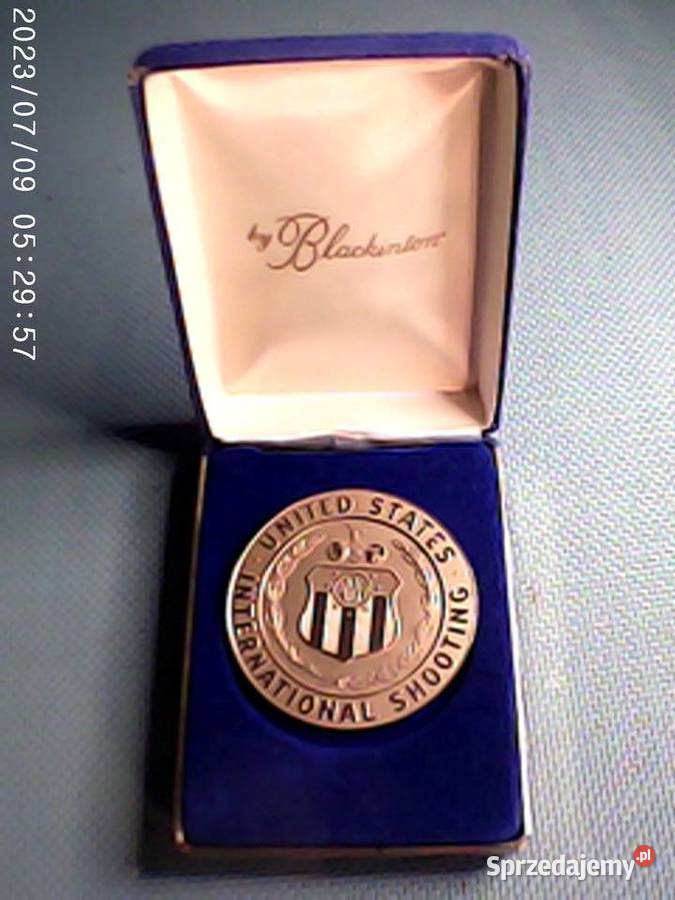 2023/07/09 05:29:57
by Blackinton
UNITED STATES
INTERNATIONAL SHOOTING
Sprzedajemy.pl